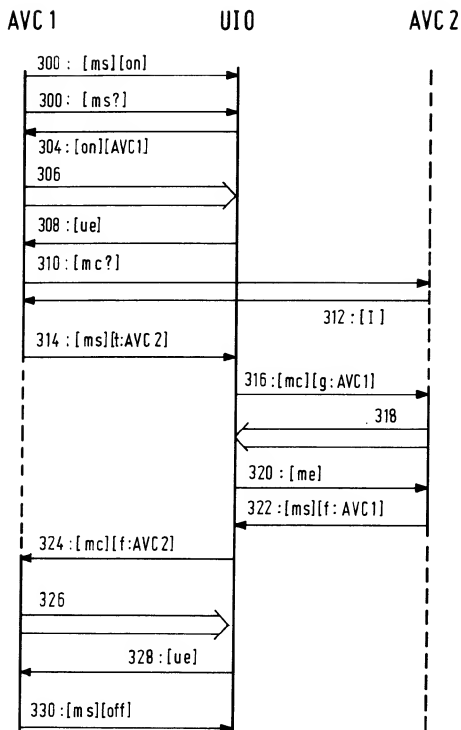 AVC 1 UIO AVC 2
300 : [ms][on]
300 : [ms?]
304 : [on][AVC1]
306
308 : [ue]
310 : [mc?]
312 : [I]
314 : [ms][t:AVC 2]
316 : [mc][g: AVC1]
318
320 : [me]
322 : [ms][f: AVC1]
324 : [mc][f:AVC2]
326
328 : [ue]
330 : [ms][off]